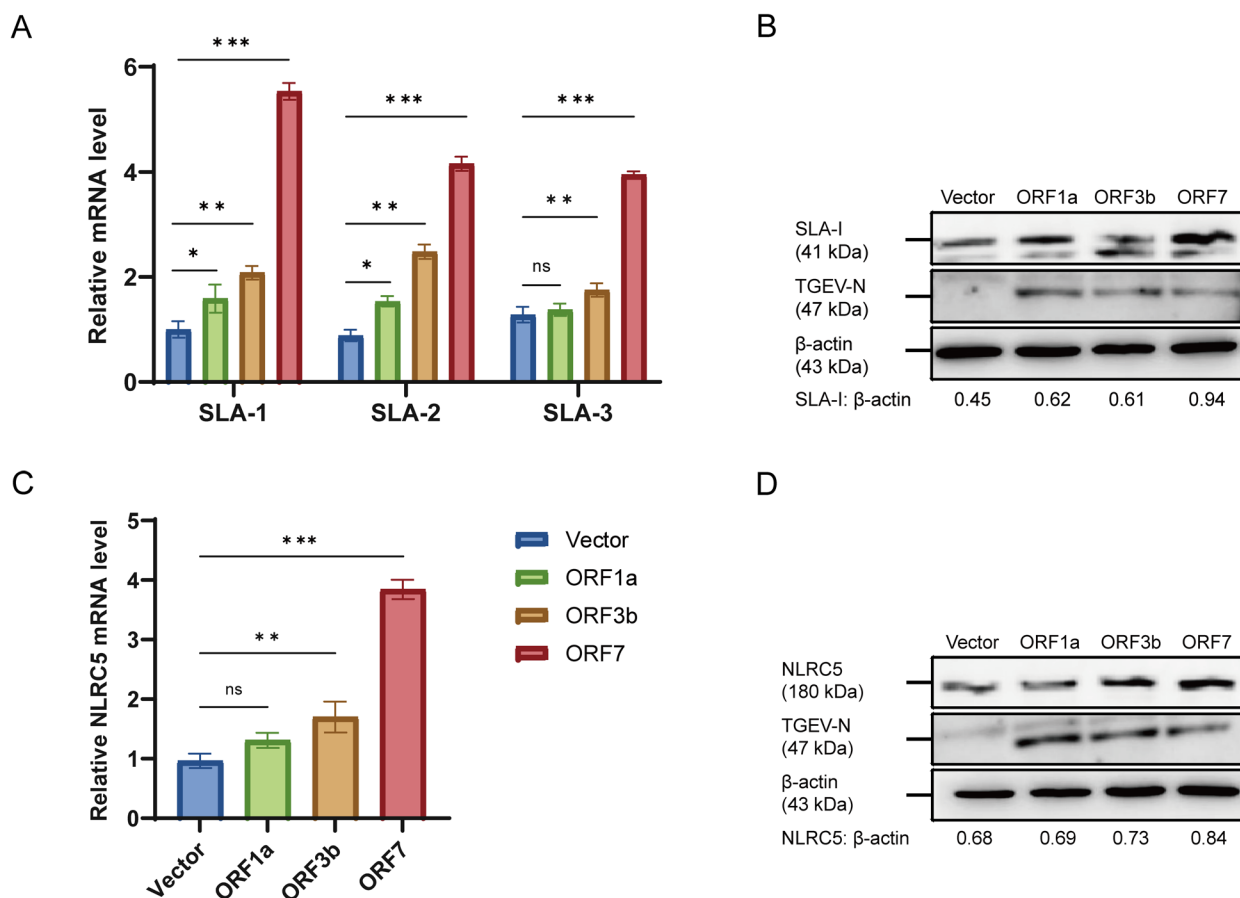 A
Relative mRNA level
6
4
2
0
***
**
*
***
**
*
***
**
ns
SLA-1 SLA-2 SLA-3
B
Vector ORF1a ORF3b ORF7
SLA-I
(41 kDa)
TGEV-N
(47 kDa)
β-actin
(43 kDa)
SLA-I: β-actin 0.45 0.62 0.61 0.94
C
Relative NLRC5 mRNA level
5
4
3
2
1
0
***
**
ns
Vector ORF1a ORF3b ORF7
Vector
ORF1a
ORF3b
ORF7
D
Vector ORF1a ORF3b ORF7
NLRC5
(180 kDa)
TGEV-N
(47 kDa)
β-actin
(43 kDa)
NLRC5: β-actin 0.68 0.69 0.73 0.84